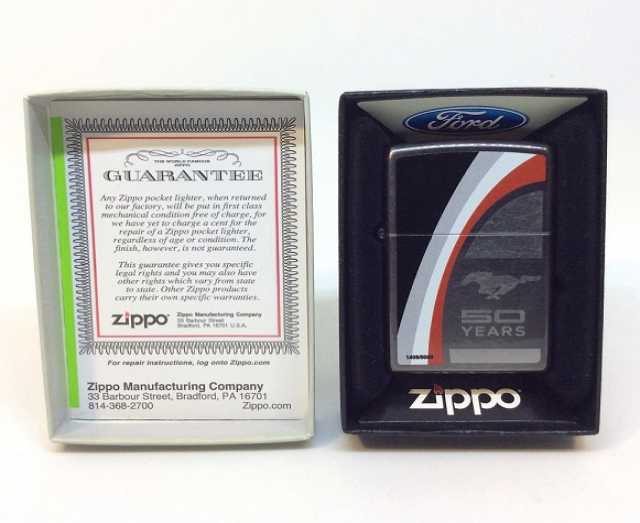 THE WORLD FAMOUS
ZIPPO
GUARANTEE
Any Zippo pocket lighter, when returned
to our factory, will be put in first class
mechanical condition free of charge, for
we have yet to charge a cent for the
repair of a Zippo pocket lighter,
regardless of age or condition. The
finish, however, is not guaranteed.
This guarantee gives you specific
legal rights and you may also have
other rights which vary from state
to state. Other Zippo products
carry their own specific warranties.
zippo
Zippo Manufacturing Company
33 Barbour Street
Bradford, PA 16701 U.S.A.
For repair instructions, log onto Zippo.com
Zippo Manufacturing Company
33 Barbour Street, Bradford, PA 16701
814-368-2700 Zippo.com
Ford
50
YEARS
zippo